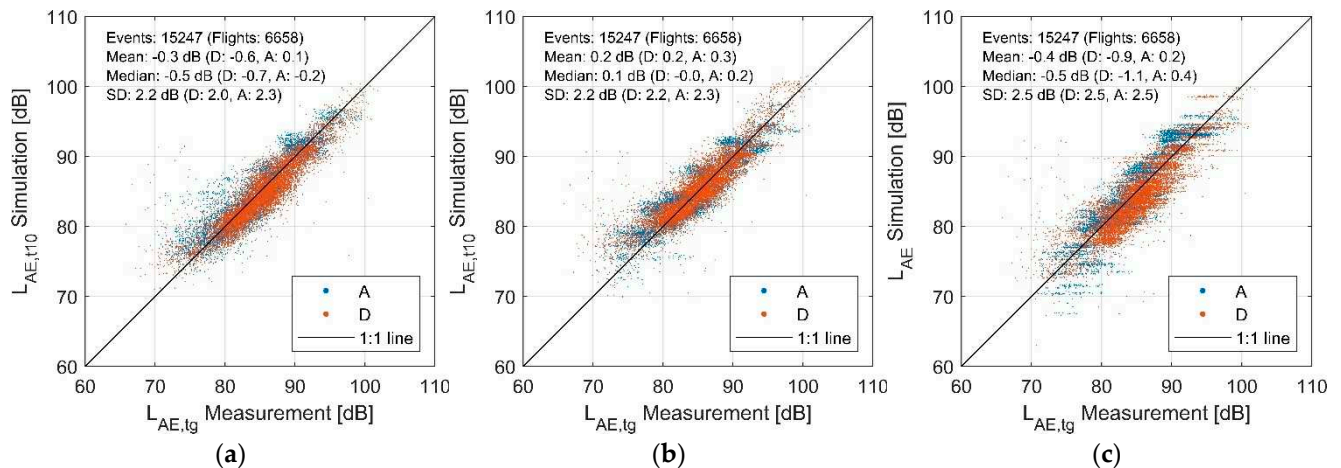 110
100
90
80
70
60
L_AE,t10 Simulation [dB]
Events: 15247 (Flights: 6658)
Mean: -0.3 dB (D: -0.6, A: 0.1)
Median: -0.5 dB (D: -0.7, A: -0.2)
SD: 2.2 dB (D: 2.0, A: 2.3)
A
D
1:1 line
60 70 80 90 100 110
L_AE,tg Measurement [dB]
(a)
110
100
90
80
70
60
L_AE,t10 Simulation [dB]
Events: 15247 (Flights: 6658)
Mean: 0.2 dB (D: 0.2, A: 0.3)
Median: 0.1 dB (D: -0.0, A: 0.2)
SD: 2.2 dB (D: 2.2, A: 2.3)
A
D
1:1 line
60 70 80 90 100 110
L_AE,tg Measurement [dB]
(b)
110
100
90
80
70
60
L_AE Simulation [dB]
Events: 15247 (Flights: 6658)
Mean: -0.4 dB (D: -0.9, A: 0.2)
Median: -0.5 dB (D: -1.1, A: 0.4)
SD: 2.5 dB (D: 2.5, A: 2.5)
A
D
1:1 line
60 70 80 90 100 110
L_AE,tg Measurement [dB]
(c)